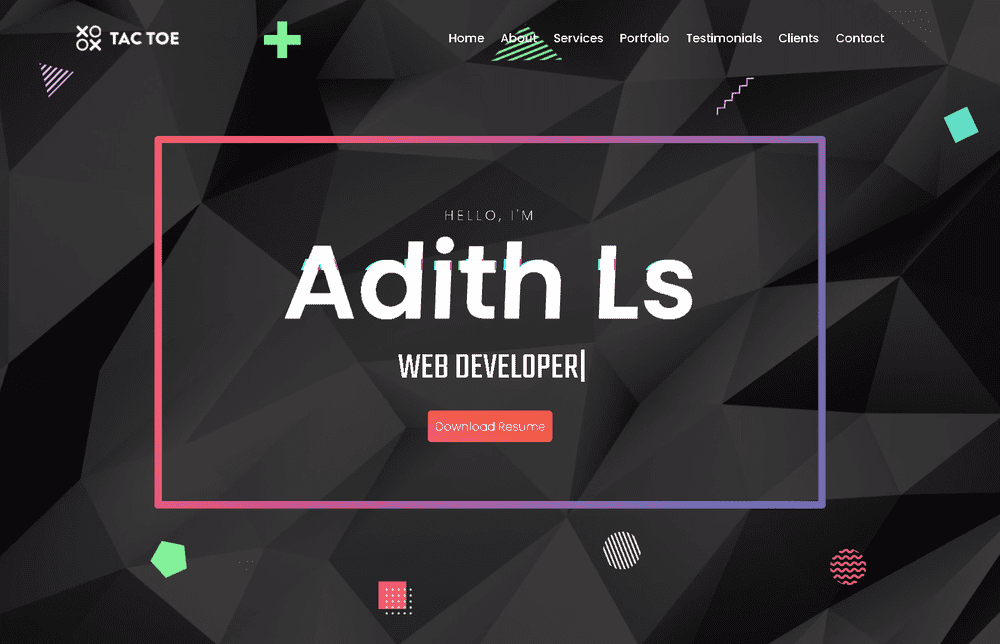 XO OX TAC TOE
Home About Services Portfolio Testimonials Clients Contact
HELLO, I'M
Adith Ls
WEB DEVELOPER|
Download Resume